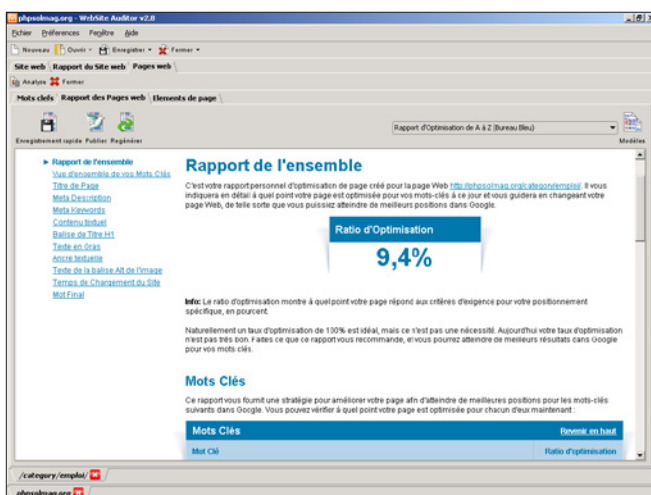 phpsolmag.org - WebSite Auditor v2.0
Fichier Préférences Fenêtre Aide
Nouveau Ouvrir Enregistrer Fermer
Site web Rapport du Site web Pages web
Analyse Fermer
Mots clefs Rapport des Pages web Elements de page
Enregistrement rapide Publier Regénérer
Rapport d'Optimisation de A à Z (Bureau Bleu)
Modèles
Rapport de l'ensemble
Vue d'ensemble de vos Mots Clés
Titre de Page
Meta Description
Meta Keywords
Contenu textuel
Balise de Titre H1
Texte en Gras
Ancre textuelle
Texte de la balise Alt de l'Image
Temps de Chargement du Site
Mot Final
Rapport de l'ensemble
C'est votre rapport personnel d'optimisation de page créé pour la page Web http://phpsolmag.org/category/emploi/. Il vous
indiquera en détail à quel point votre page est optimisée pour vos mots-clés à ce jour et vous guidera en changeant votre
page Web, de telle sorte que vous puissiez atteindre de meilleurs positions dans Google.
Ratio d'Optimisation
9,4%
Info: Le ratio d'optimisation montre à quel point votre page répond aux critères d'exigence pour votre positionnement
spécifique, en pourcent.
Naturellement un taux d'optimisation de 100% est idéal, mais ce n'est pas une nécessité. Aujourd'hui votre taux d'optimisation
n'est pas très bon. Faites ce que ce rapport vous recommande, et vous pourrez atteindre de meilleurs résultats dans Google
pour vos mots clés.
Mots Clés
Ce rapport vous fournit une stratégie pour améliorer votre page afin d'atteindre de meilleures positions pour les mots-clés
suivants dans Google. Vous pouvez vérifier à quel point votre page est optimisée pour chacun d'eux maintenant :
Mots Clés Revenir en haut
Mot Clé Ratio d'optimisation
/category/emploi/
phpsolmag.org